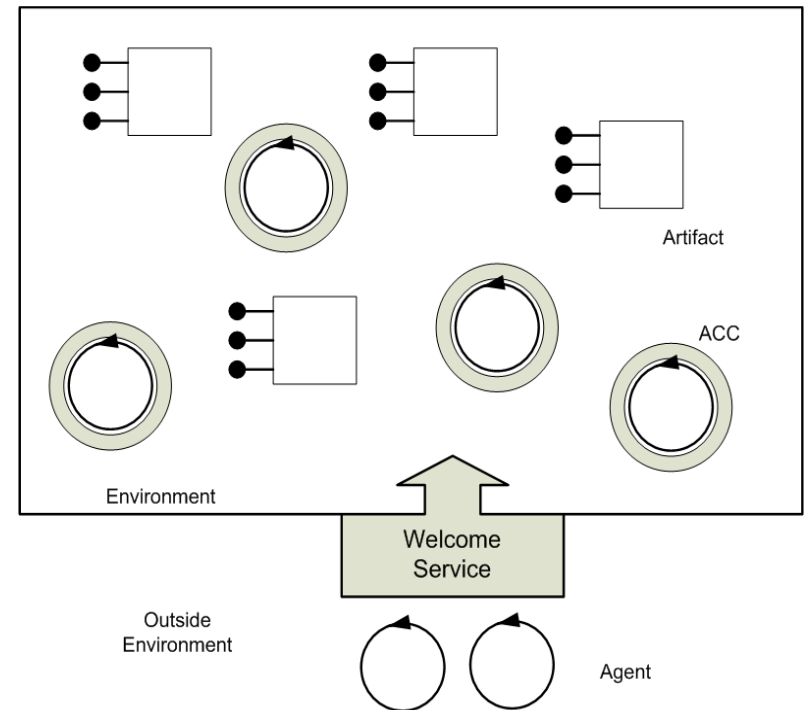 Artifact
ACC
Environment
Welcome
Service
Outside
Environment
Agent